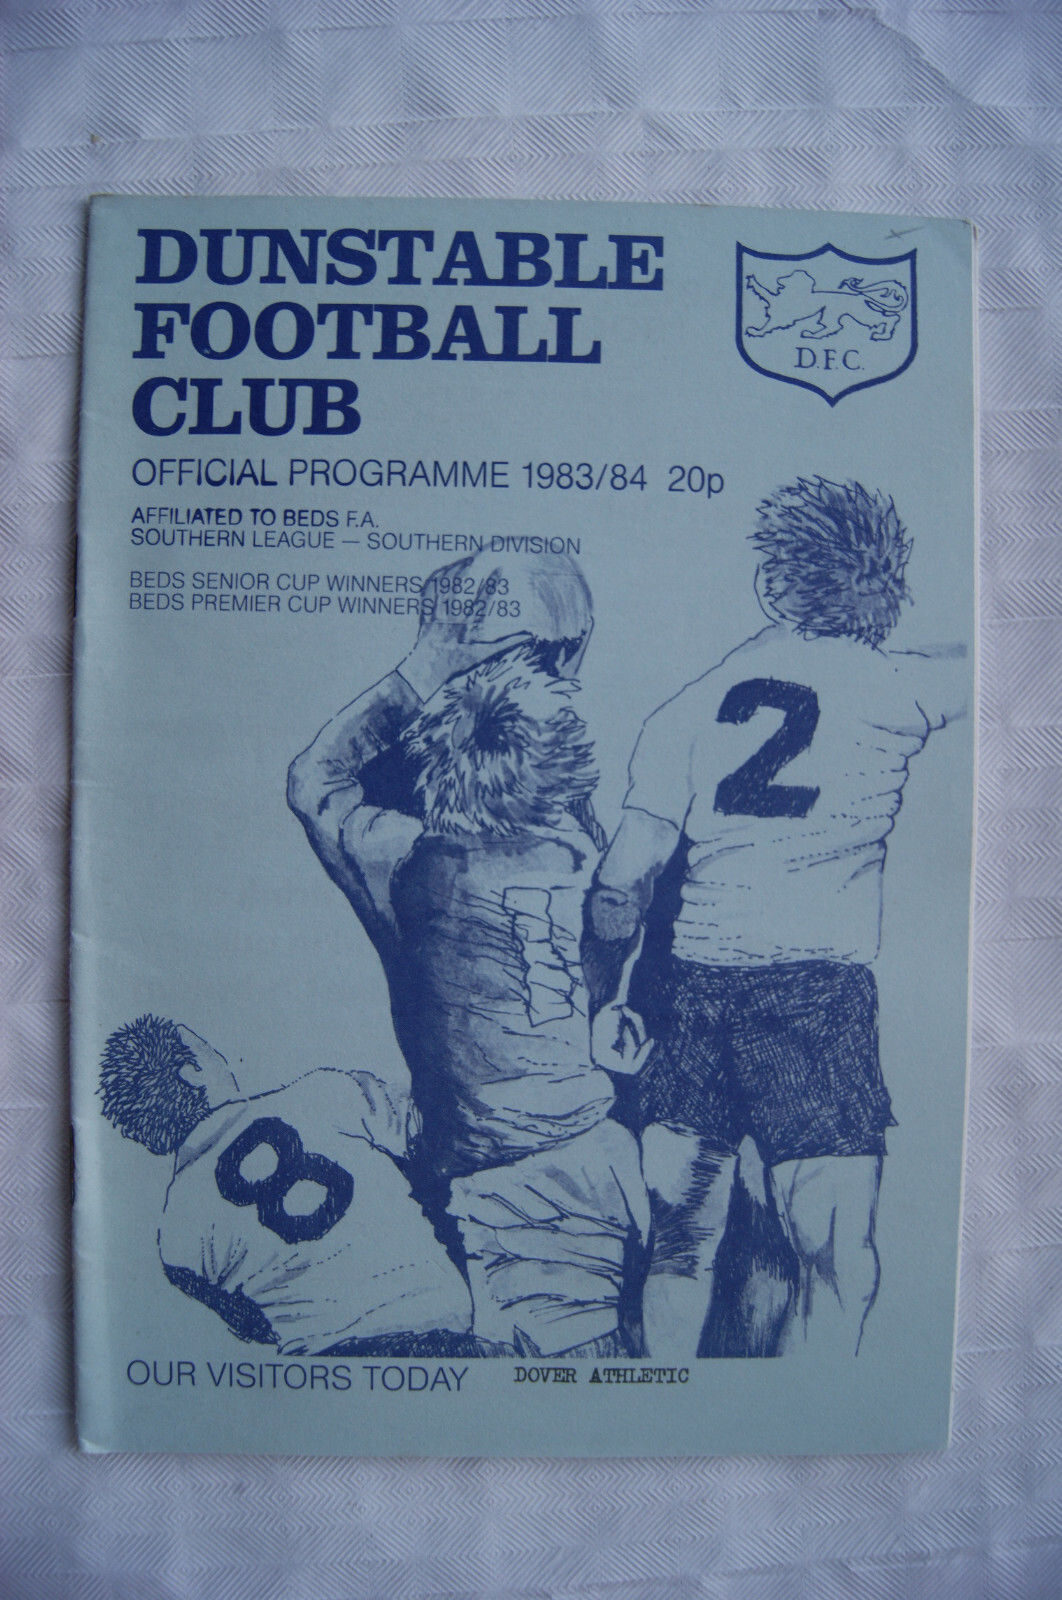 DUNSTABLE
FOOTBALL
CLUB
D.F.C.
OFFICIAL PROGRAMME 1983/84 20p
AFFILIATED TO BEDS F.A.
SOUTHERN LEAGUE — SOUTHERN DIVISION
BEDS SENIOR CUP WINNERS 1982/83
BEDS PREMIER CUP WINNERS 1982/83
2
8
OUR VISITORS TODAY DOVER ATHLETIC